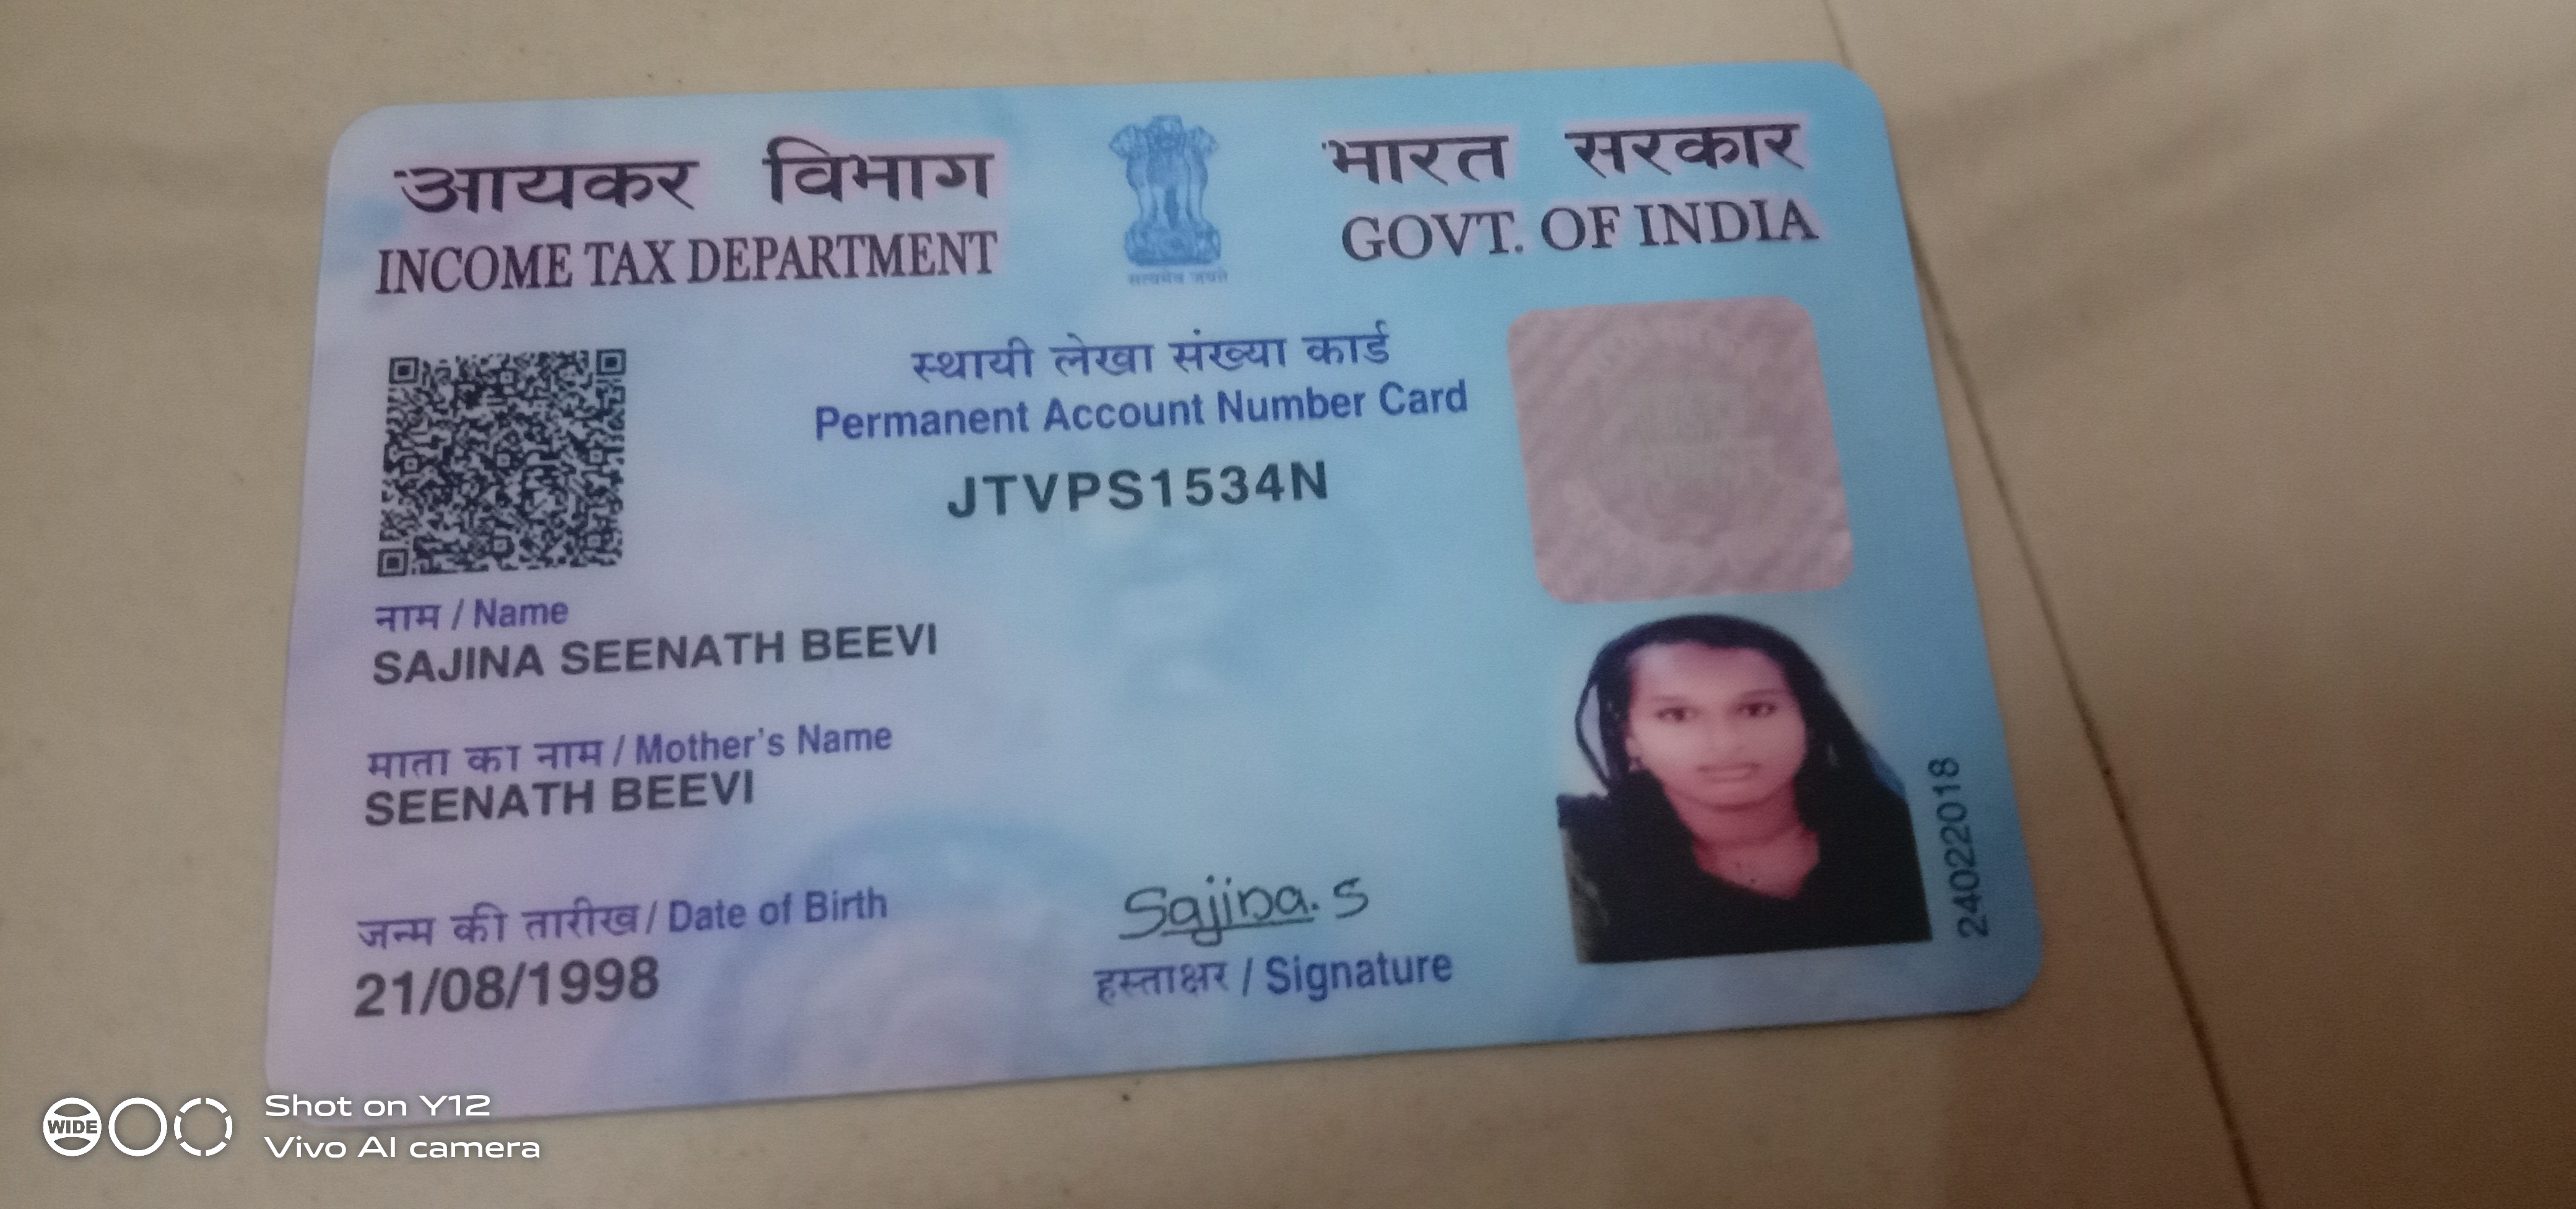 आयकर विभाग
INCOME TAX DEPARTMENT
सत्यमेव जयते
भारत सरकार
GOVT. OF INDIA
स्थायी लेखा संख्या कार्ड
Permanent Account Number Card
JTVPS1534N
नाम / Name
SAJINA SEENATH BEEVI
माता का नाम / Mother's Name
SEENATH BEEVI
जन्म की तारीख / Date of Birth
21/08/1998
Sajina. S
हस्ताक्षर / Signature
24022018
WIDE
Shot on Y12
Vivo AI camera